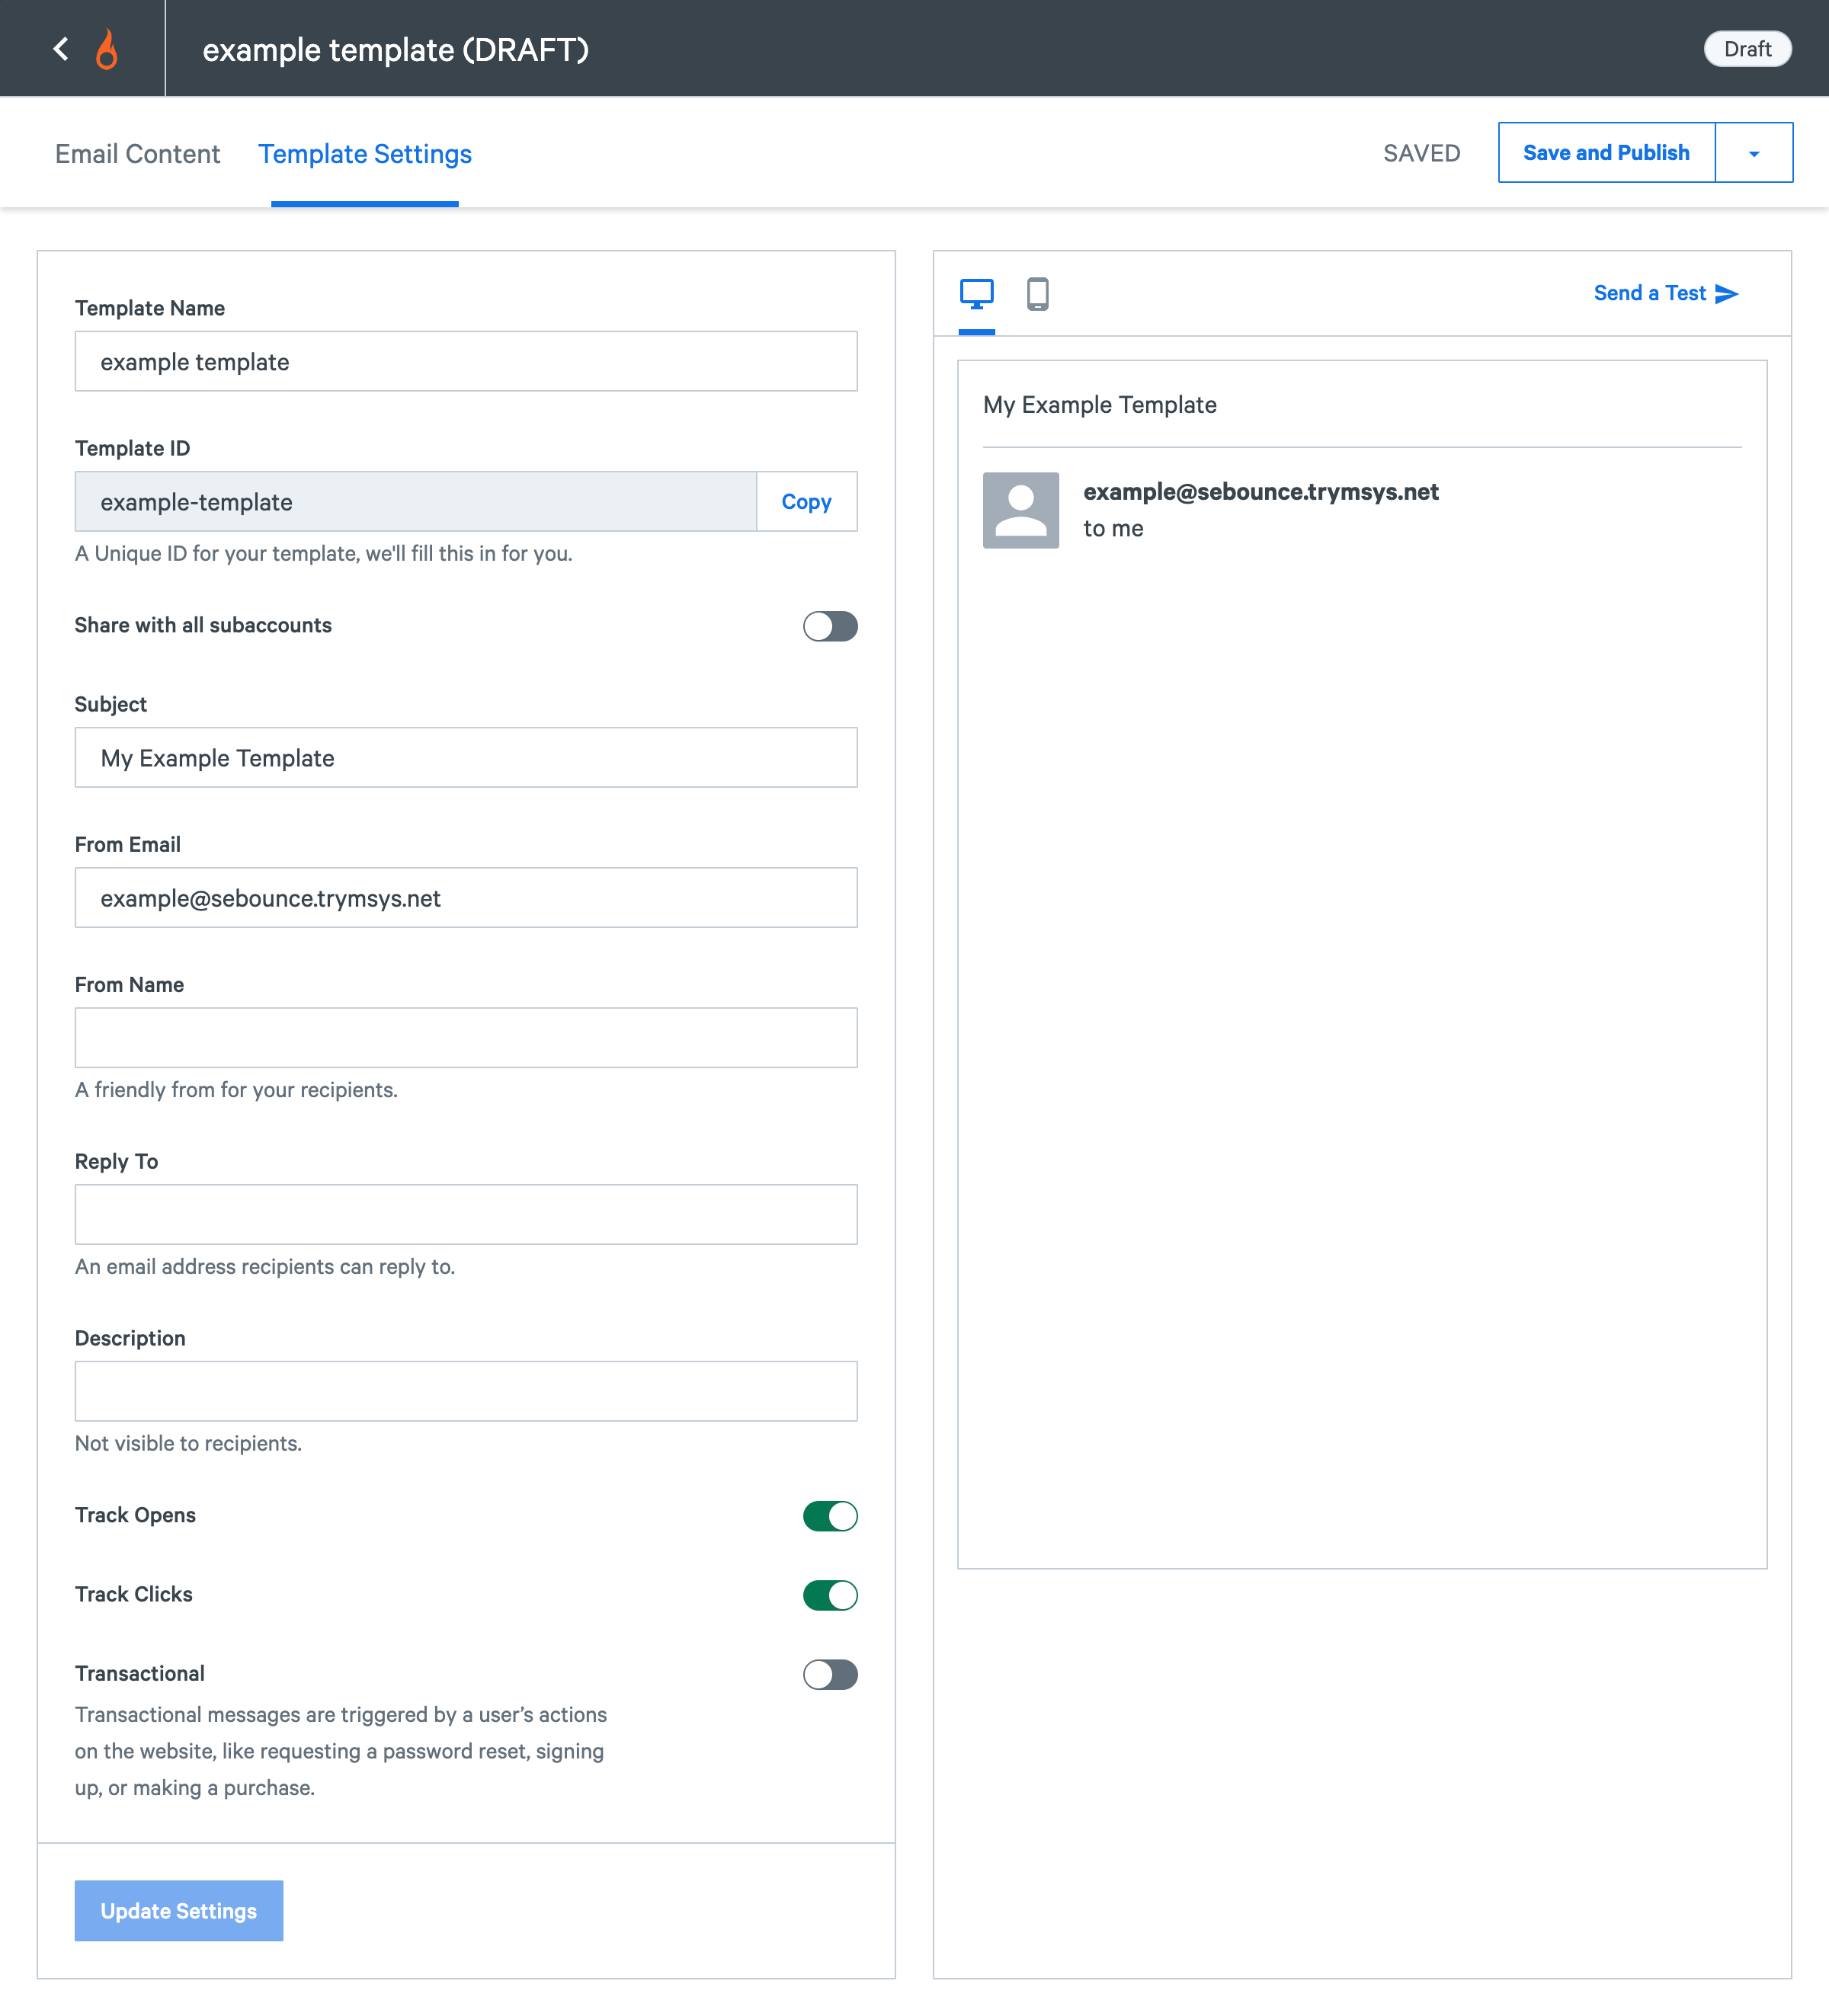 example template (DRAFT)
Draft
Email Content
Template Settings
SAVED
Save and Publish
Template Name
example template
Template ID
example-template
Copy
A Unique ID for your template, we'll fill this in for you.
Share with all subaccounts
Subject
My Example Template
From Email
example@sebounce.trymsys.net
From Name
A friendly from for your recipients.
Reply To
An email address recipients can reply to.
Description
Not visible to recipients.
Track Opens
Track Clicks
Transactional
Transactional messages are triggered by a user’s actions
on the website, like requesting a password reset, signing
up, or making a purchase.
Update Settings
Send a Test
My Example Template
example@sebounce.trymsys.net
to me